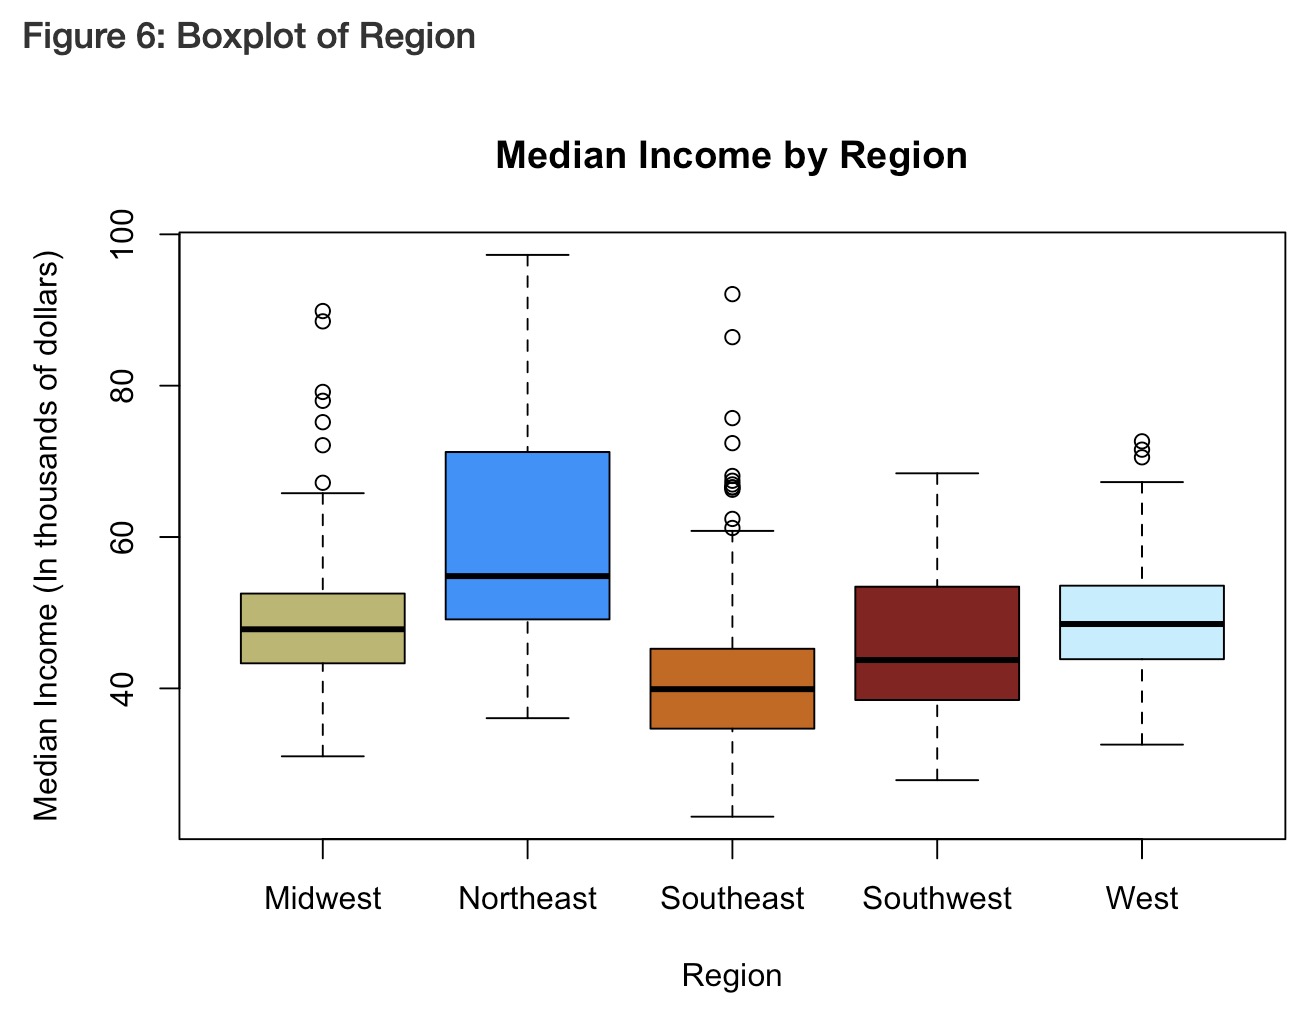 Figure 6: Boxplot of Region
Median Income by Region
Median Income (In thousands of dollars)
100
80
60
40
Midwest Northeast Southeast Southwest West
Region